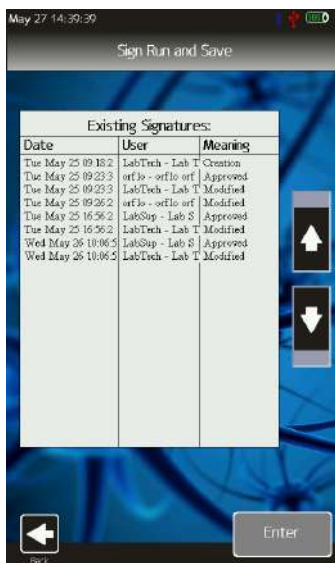 May 27 14:39:39
Sign Run and Save
Existing Signatures:
Date User Meaning
Tue May 25 09:18:2 LabTech - Lab T Creation
Tue May 25 09:23:3 orflo - orflo orf Approved
Tue May 25 09:23:3 LabTech - Lab T Modified
Tue May 25 09:26:2 orflo - orflo orf Modified
Tue May 25 16:56:2 LabSup - Lab S Approved
Tue May 25 16:56:2 LabTech - Lab T Modified
Wed May 26 10:06:5 LabSup - Lab S Approved
Wed May 26 10:06:5 LabTech - Lab T Modified
Enter
Back